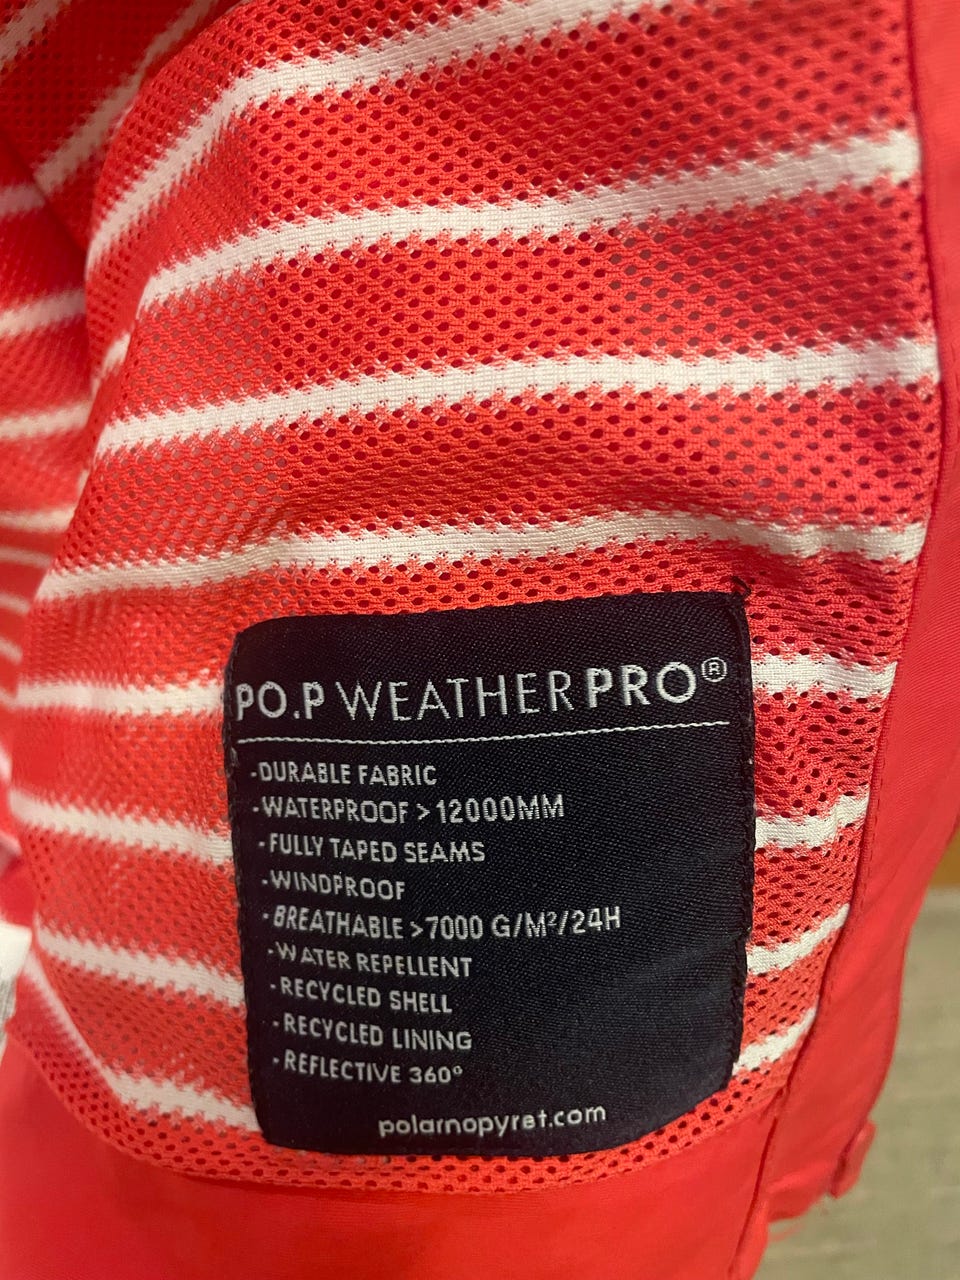 PO.P WEATHERPRO®
-DURABLE FABRIC
-WATERPROOF >12000MM
-FULLY TAPED SEAMS
-WINDPROOF
-BREATHABLE >7000 G/M²/24H
-WATER REPELLENT
-RECYCLED SHELL
-RECYCLED LINING
-REFLECTIVE 360°
polarnopyret.com